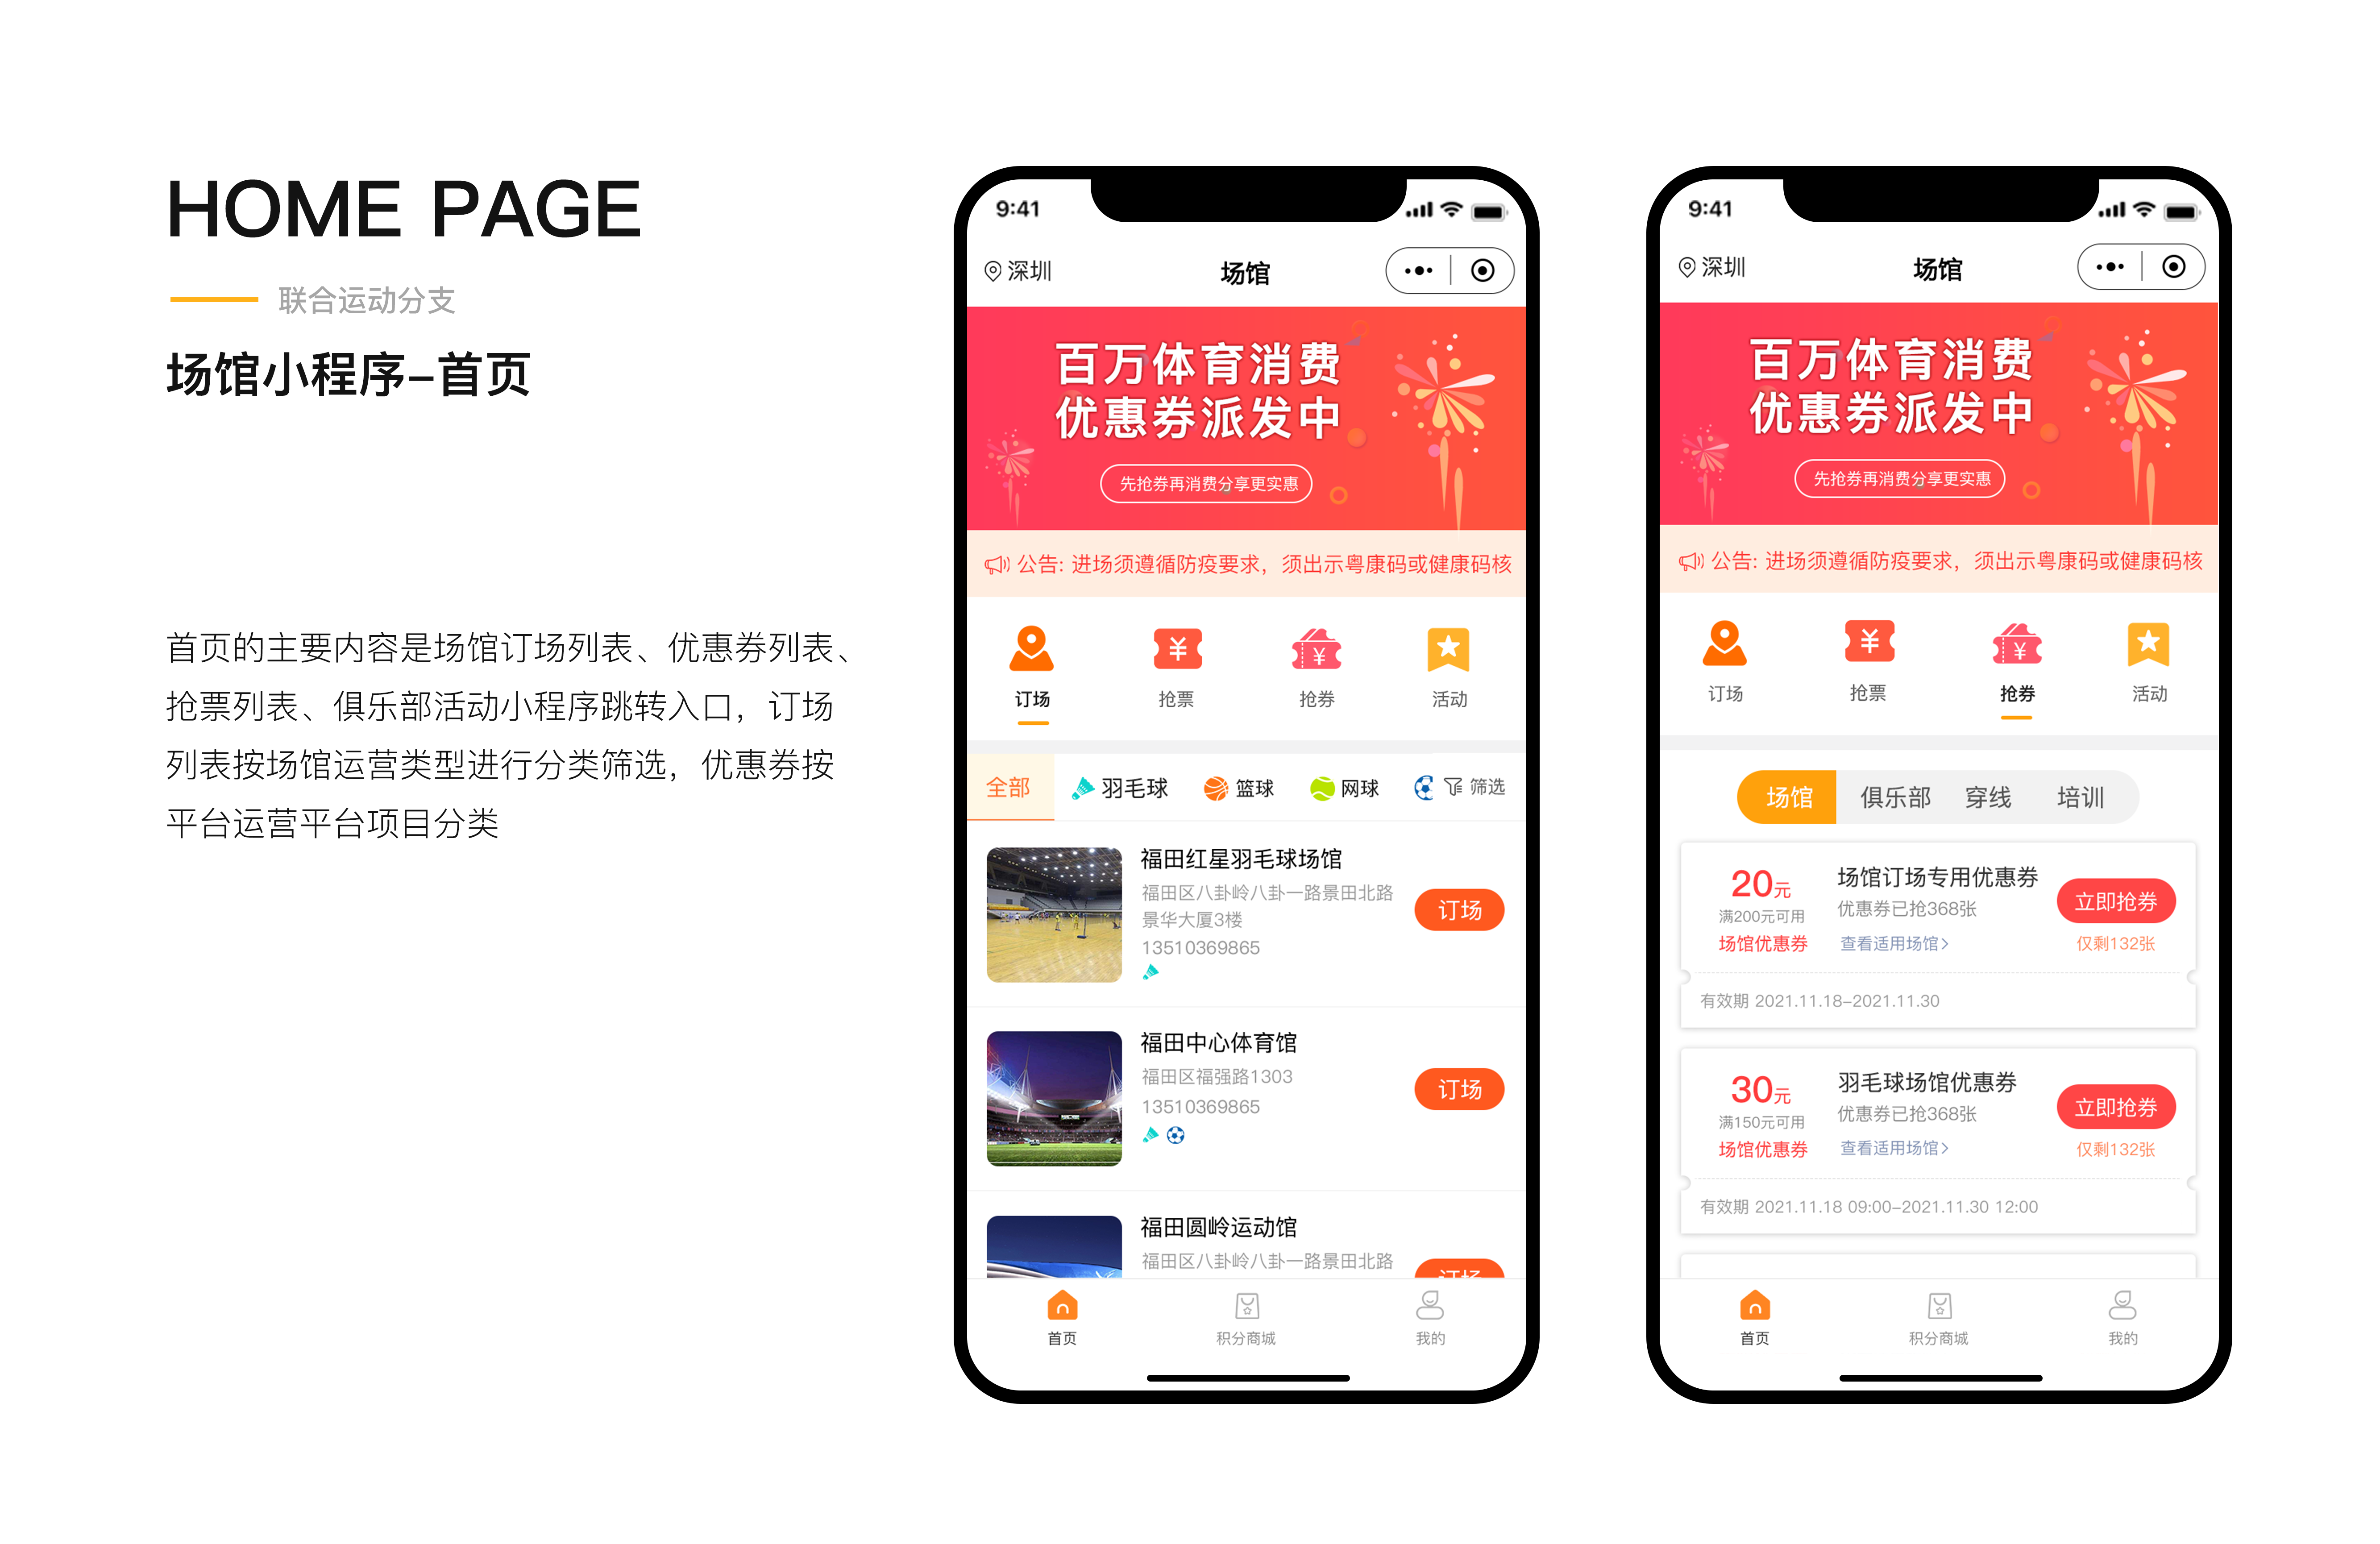 HOME PAGE
联合运动分支
场馆小程序-首页
首页的主要内容是场馆订场列表、优惠券列表、
抢票列表、俱乐部活动小程序跳转入口，订场
列表按场馆运营类型进行分类筛选，优惠券按
平台运营平台项目分类
9:41
深圳
场馆
百万体育消费
优惠券派发中
先抢券再消费分享更实惠
公告: 进场须遵循防疫要求，须出示粤康码或健康码核
订场
抢票
抢券
活动
全部
羽毛球
篮球
网球
筛选
福田红星羽毛球场馆
福田区八卦岭八卦一路景田北路
景华大厦3楼
13510369865
订场
福田中心体育馆
福田区福强路1303
13510369865
订场
福田圆岭运动馆
福田区八卦岭八卦一路景田北路
订场
首页
积分商城
我的
9:41
深圳
场馆
百万体育消费
优惠券派发中
先抢券再消费分享更实惠
公告: 进场须遵循防疫要求，须出示粤康码或健康码核
订场
抢票
抢券
活动
场馆
俱乐部
穿线
培训
20元
满200元可用
场馆优惠券
场馆订场专用优惠券
优惠券已抢368张
查看适用场馆>
立即抢券
仅剩132张
有效期 2021.11.18-2021.11.30
30元
满150元可用
场馆优惠券
羽毛球场馆优惠券
优惠券已抢368张
查看适用场馆>
立即抢券
仅剩132张
有效期 2021.11.18 09:00-2021.11.30 12:00
首页
积分商城
我的